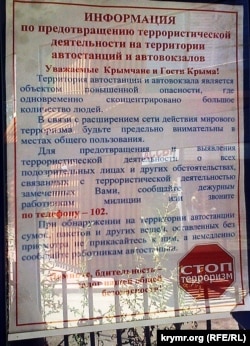 ИНФОРМАЦИЯ
по предотвращению террористической
деятельности на территории
автостанций и автовокзалов
Уважаемые Крымчане и Гости Крыма!
Территория автостанции и автовокзала является
объектом повышенной опасности, где
одновременно сконцентрировано большое
количество людей.
В связи с расширением сети действия мирового
терроризма будьте предельно внимательны в
местах общего пользования.
Для предотвращения и выявления
террористической деятельности о всех
подозрительных лицах и других обстоятельствах,
связанных с террористической деятельностью
замеченных Вами, сообщайте дежурным
работникам милиции или звоните
по телефону – 102.
При обнаружении на территории автостанции
сумок, пакетов и других вещей, оставленных без
присмотра, не прикасайтесь к ним, а немедленно
сообщите работникам автостанции.
бдительность
общей
безопасности
СТОП
терроризм
krymr.org (RFE/RL)